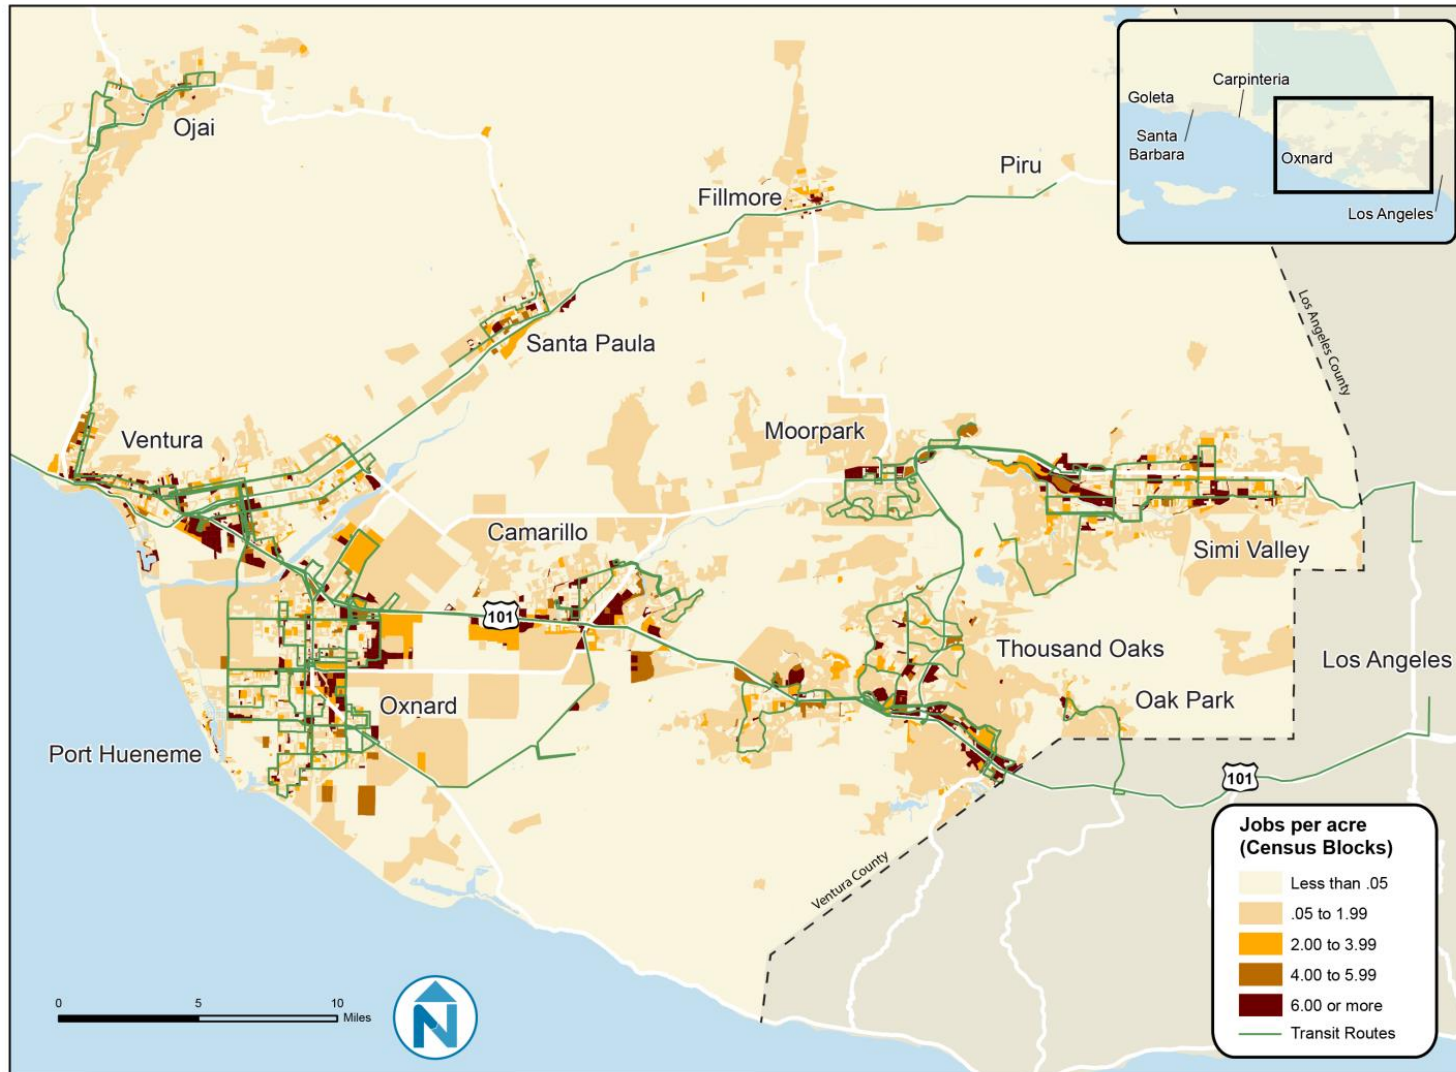 Ojai
Piru
Fillmore
Santa Paula
Moorpark
Ventura
Camarillo
Simi Valley
101
Thousand Oaks
Los Angeles
Oxnard
Oak Park
Port Hueneme
101
Los Angeles County
Ventura County
Goleta
Carpinteria
Santa
Barbara
Oxnard
Los Angeles
Jobs per acre
(Census Blocks)
Less than .05
.05 to 1.99
2.00 to 3.99
4.00 to 5.99
6.00 or more
Transit Routes
0 5 10
Miles
N